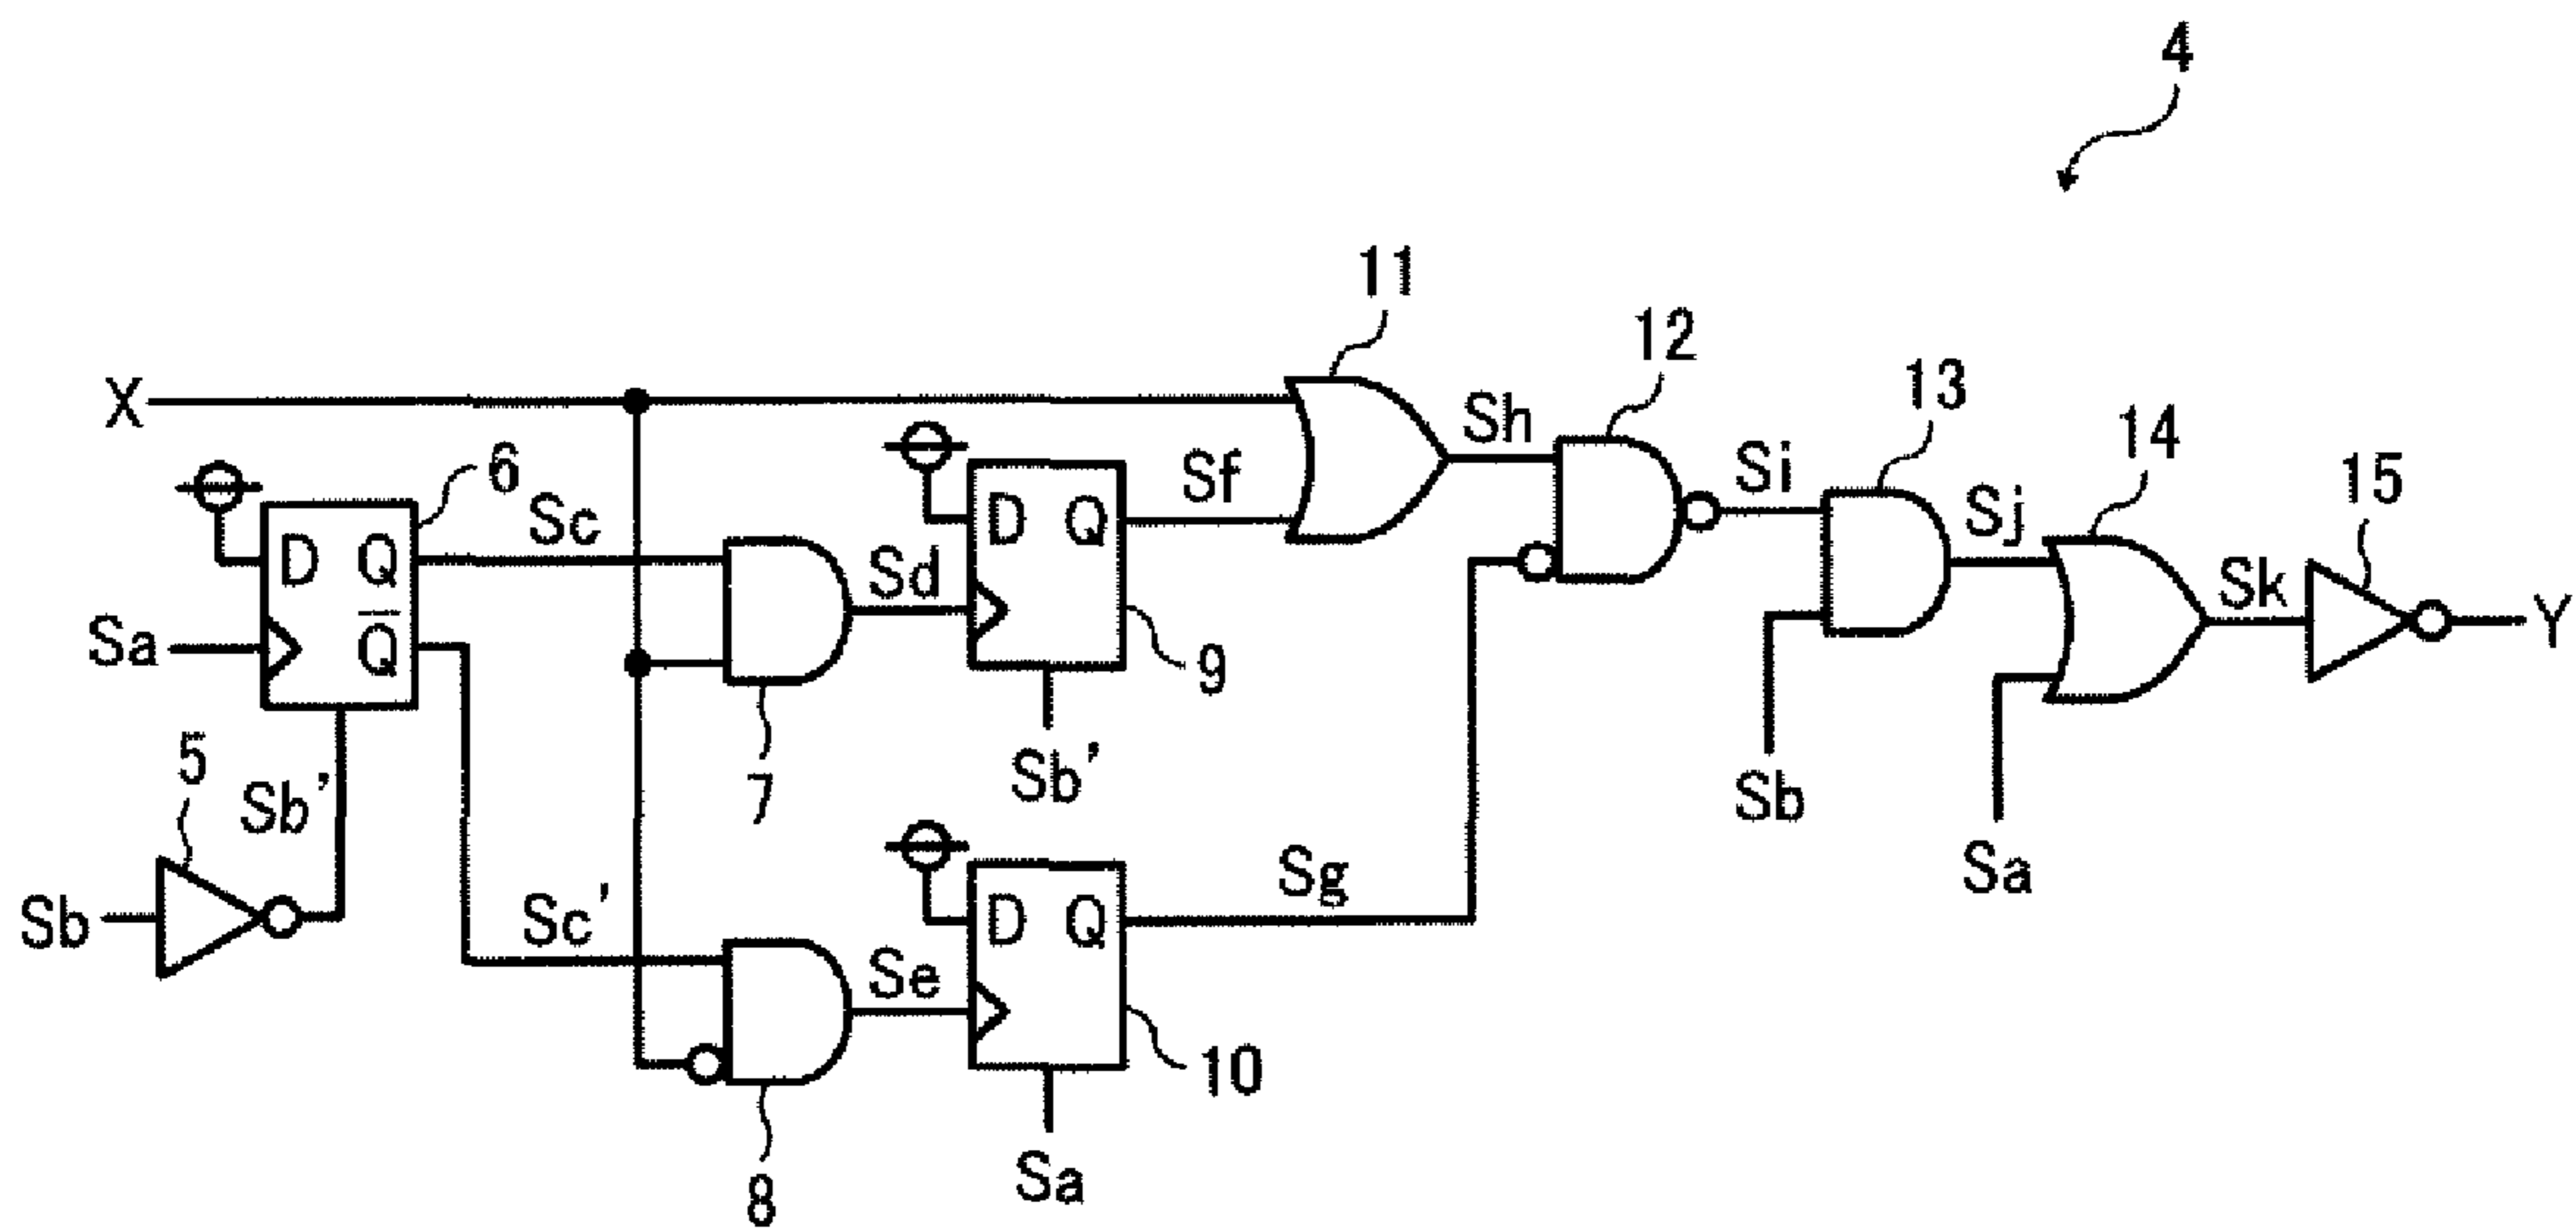 4
11
12
13
14
15
X
6
Sh
Si
Sj
Sk
Y
Sc
Sf
D Q
Q̅
D Q
Sd
Sa
9
5
Sb'
7
Sb'
Sb
Sa
Sb
Sc'
Se
D Q
Sg
10
8
Sa